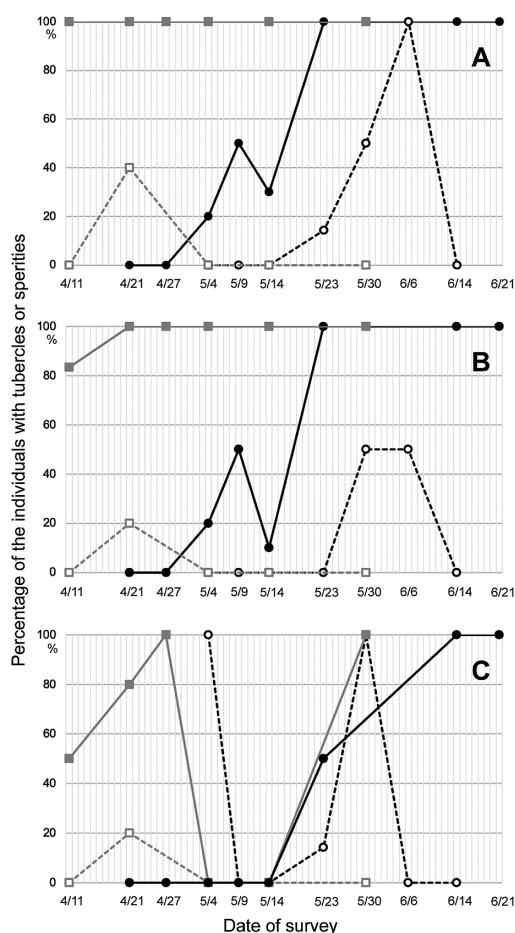 Percentage of the individuals with tubercles or sperities
100
%
80
60
40
20
0
A
4/11 4/21 4/27 5/4 5/9 5/14 5/23 5/30 6/6 6/14 6/21
100
%
80
60
40
20
0
B
4/11 4/21 4/27 5/4 5/9 5/14 5/23 5/30 6/6 6/14 6/21
100
%
80
60
40
20
0
C
4/11 4/21 4/27 5/4 5/9 5/14 5/23 5/30 6/6 6/14 6/21
Date of survey